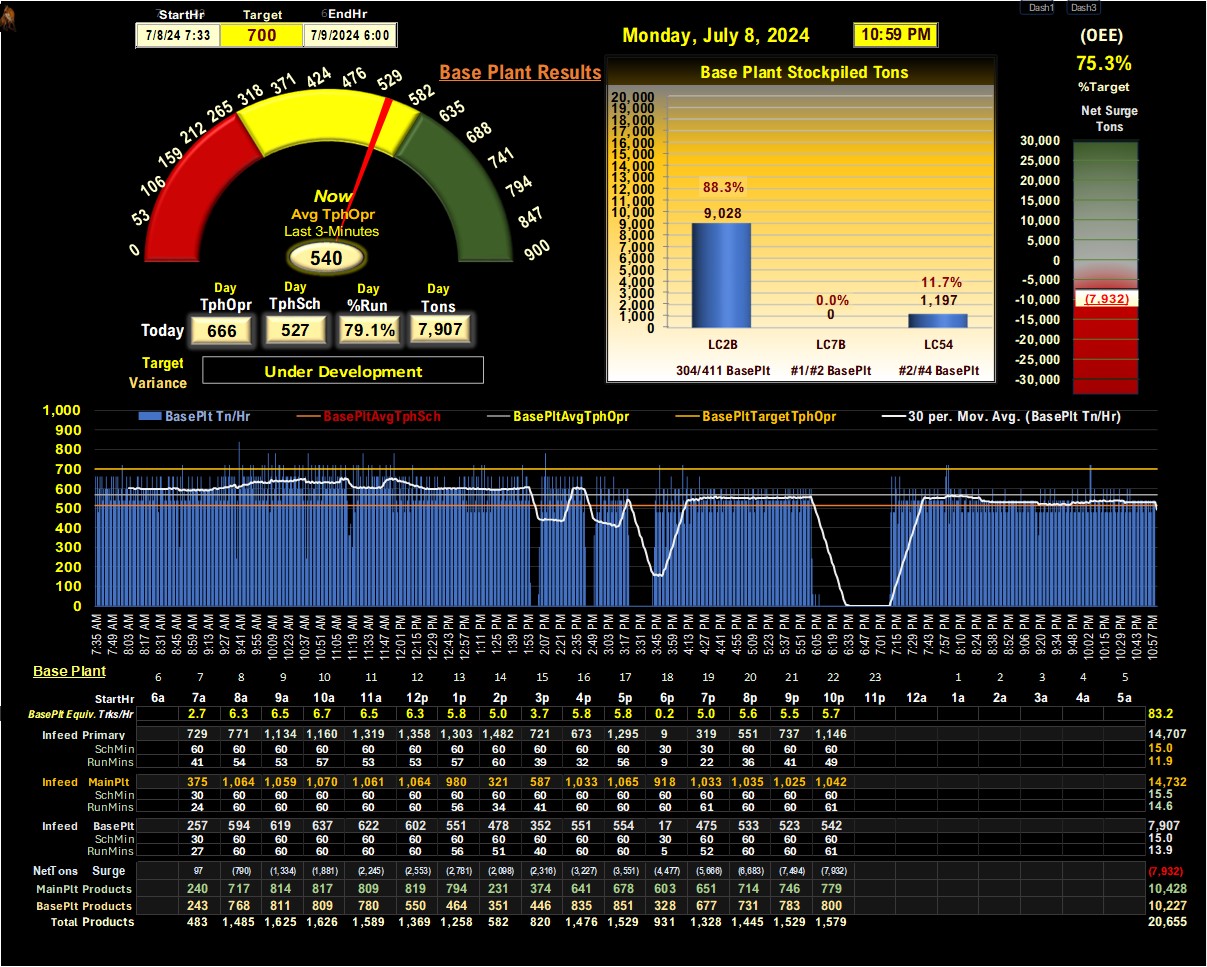 Dash1 Dash3
StartHr Target EndHr
7/8/24 7:33 700 7/9/2024 6:00
Monday, July 8, 2024 10:59 PM
(OEE)
75.3%
%Target
Net Surge
Tons
Base Plant Results
0 53 106 159 212 265 318 371 424 476 529 582 635 688 741 794 847 900
Now
Avg TphOpr
Last 3-Minutes
540
Day Day Day Day
TphOpr TphSch %Run Tons
Today 666 527 79.1% 7,907
Target
Variance
Under Development
Base Plant Stockpiled Tons
20,000
19,000
18,000
17,000
16,000
15,000
14,000
13,000
12,000
11,000
10,000
9,000
8,000
7,000
6,000
5,000
4,000
3,000
2,000
1,000
0
88.3%
9,028
0.0%
0
11.7%
1,197
LC2B LC7B LC54
304/411 BasePlt #1/#2 BasePlt #2/#4 BasePlt
30,000
25,000
20,000
15,000
10,000
5,000
0
-5,000
-10,000
-15,000
-20,000
-25,000
-30,000
(7,932)
BasePlt Tn/Hr BasePltAvgTphSch BasePltAvgTphOpr BasePltTargetTphOpr 30 per. Mov. Avg. (BasePlt Tn/Hr)
1,000
900
800
700
600
500
400
300
200
100
0
7:35 AM 7:49 AM 8:03 AM 8:17 AM 8:31 AM 8:45 AM 8:59 AM 9:13 AM 9:27 AM 9:41 AM 9:55 AM 10:09 AM 10:23 AM 10:37 AM 10:51 AM 11:05 AM 11:19 AM 11:33 AM 11:47 AM 12:01 PM 12:15 PM 12:29 PM 12:43 PM 12:57 PM 1:11 PM 1:25 PM 1:39 PM 1:53 PM 2:07 PM 2:21 PM 2:35 PM 2:49 PM 3:03 PM 3:17 PM 3:31 PM 3:45 PM 3:59 PM 4:13 PM 4:27 PM 4:41 PM 4:55 PM 5:09 PM 5:23 PM 5:37 PM 5:51 PM 6:05 PM 6:19 PM 6:33 PM 6:47 PM 7:01 PM 7:15 PM 7:29 PM 7:43 PM 7:57 PM 8:10 PM 8:24 PM 8:38 PM 8:52 PM 9:06 PM 9:20 PM 9:34 PM 9:48 PM 10:02 PM 10:15 PM 10:29 PM 10:43 PM 10:57 PM
Base Plant 6 7 8 9 10 11 12 13 14 15 16 17 18 19 20 21 22 23 1 2 3 4 5
StartHr 6a 7a 8a 9a 10a 11a 12p 1p 2p 3p 4p 5p 6p 7p 8p 9p 10p 11p 12a 1a 2a 3a 4a 5a
BasePlt Equiv. Trks/Hr 2.7 6.3 6.5 6.7 6.5 6.3 5.8 5.0 3.7 5.8 5.8 0.2 5.0 5.6 5.5 5.7 83.2
Infeed Primary 729 771 1,134 1,160 1,319 1,358 1,303 1,482 721 673 1,295 9 319 551 737 1,146 14,707
SchMin 60 60 60 60 60 60 60 60 60 60 60 30 30 60 60 60 15.0
RunMins 41 54 53 57 53 53 57 60 39 32 56 9 22 36 41 49 11.9
Infeed MainPlt 375 1,064 1,059 1,070 1,061 1,064 980 321 587 1,033 1,065 918 1,033 1,035 1,025 1,042 14,732
SchMin 30 60 60 60 60 60 60 60 60 60 60 60 60 60 60 60 15.5
RunMins 24 60 60 60 60 60 56 34 41 60 60 60 61 60 60 61 14.6
Infeed BasePlt 257 594 619 637 622 602 551 478 352 551 554 17 475 533 523 542 7,907
SchMin 30 60 60 60 60 60 60 60 60 60 60 30 60 60 60 60 15.0
RunMins 27 60 60 60 60 60 56 51 40 60 60 5 52 60 60 61 13.9
NetTons Surge 97 (790) (1,334) (1,881) (2,245) (2,553) (2,781) (2,098) (2,316) (3,227) (3,551) (4,477) (5,666) (6,683) (7,494) (7,932) (7,932)
MainPlt Products 240 717 814 817 809 819 794 231 374 641 678 603 651 714 746 779 10,428
BasePlt Products 243 768 811 809 780 550 464 351 446 835 851 328 677 731 783 800 10,227
Total Products 483 1,485 1,625 1,626 1,589 1,369 1,258 582 820 1,476 1,529 931 1,328 1,445 1,529 1,579 20,655